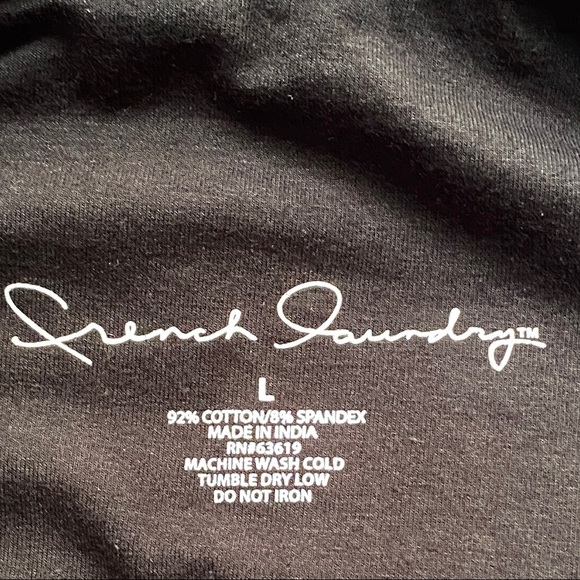 French Laundry™
L
92% COTTON/8% SPANDEX
MADE IN INDIA
RN#63619
MACHINE WASH COLD
TUMBLE DRY LOW
DO NOT IRON